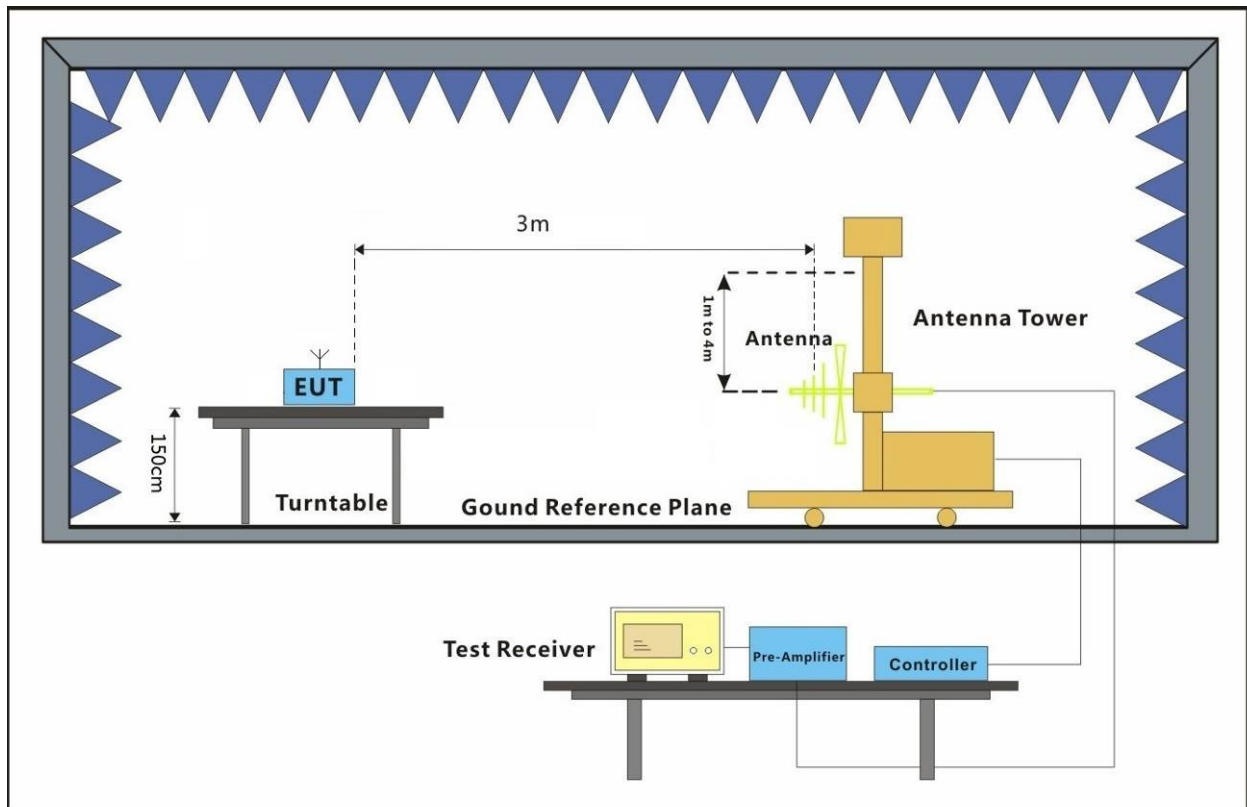 3m
1m to 4m
Antenna Tower
Antenna
EUT
150cm
Turntable
Gound Reference Plane
Test Receiver
Pre-Amplifier
Controller